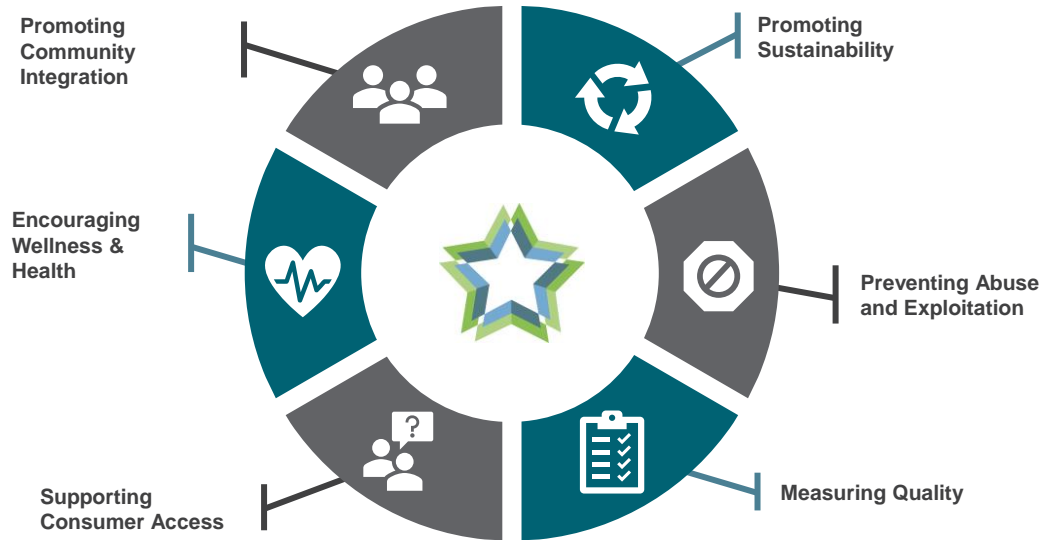 Promoting
Community
Integration
Promoting
Sustainability
Encouraging
Wellness &
Health
Preventing Abuse
and Exploitation
?
Supporting
Consumer Access
Measuring Quality